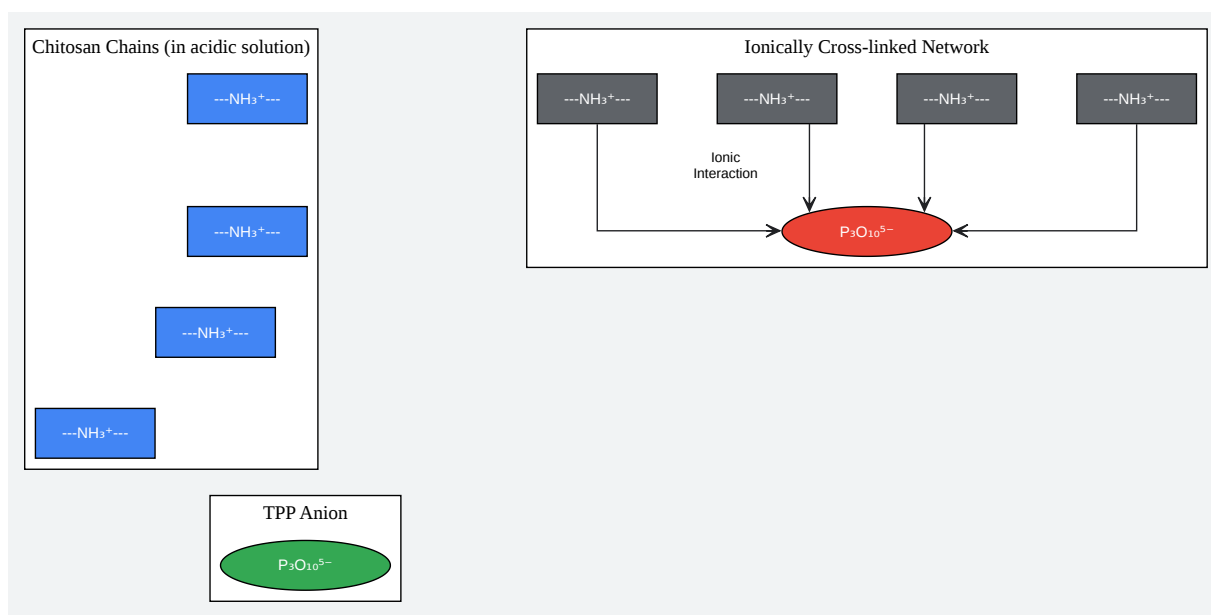 Chitosan Chains (in acidic solution)
---NH₃⁺---
---NH₃⁺---
---NH₃⁺---
---NH₃⁺---
TPP Anion
P₃O₁₀⁵⁻
Ionically Cross-linked Network
---NH₃⁺---
---NH₃⁺---
---NH₃⁺---
---NH₃⁺---
Ionic
Interaction
P₃O₁₀⁵⁻